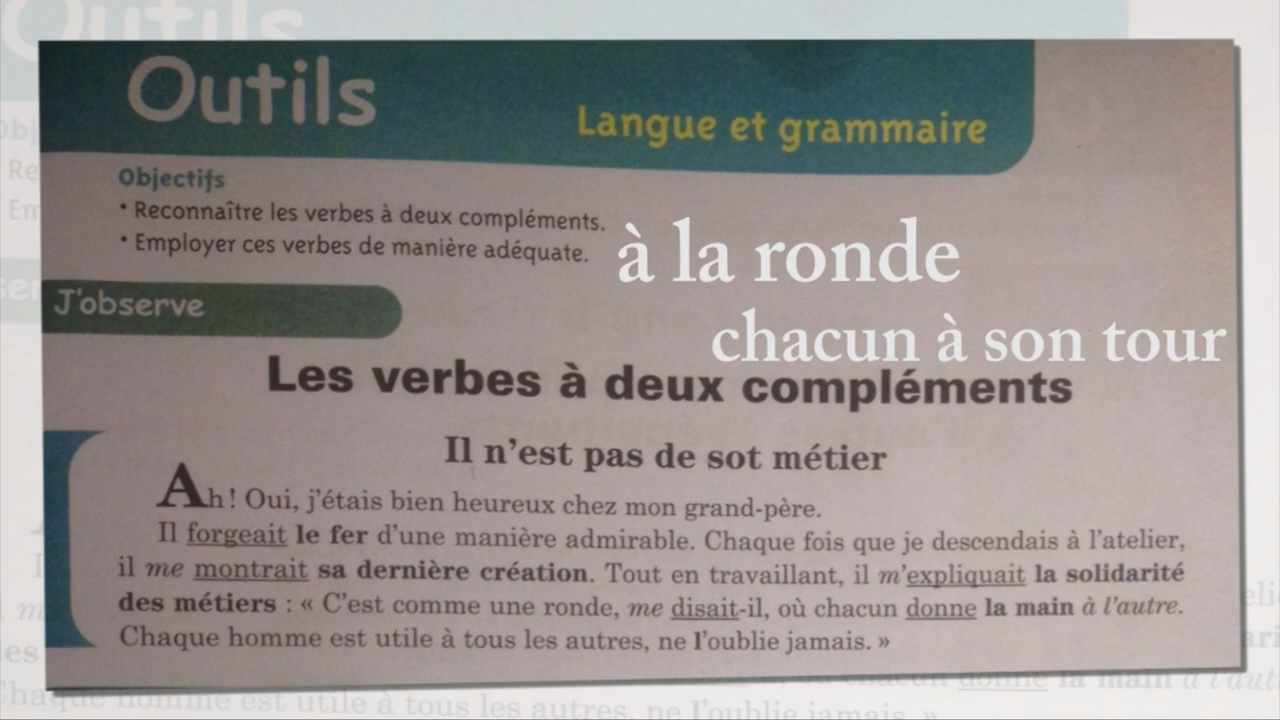 Outils
Langue et grammaire
Objectifs
• Reconnaître les verbes à deux compléments.
• Employer ces verbes de manière adéquate.
à la ronde
J'observe
chacun à son tour
Les verbes à deux compléments
Il n'est pas de sot métier
Ah ! Oui, j'étais bien heureux chez mon grand-père.
Il forgeait le fer d'une manière admirable. Chaque fois que je descendais à l'atelier,
il me montrait sa dernière création. Tout en travaillant, il m'expliquait la solidarité
des métiers : « C'est comme une ronde, me disait-il, où chacun donne la main à l'autre.
Chaque homme est utile à tous les autres, ne l'oublie jamais. »